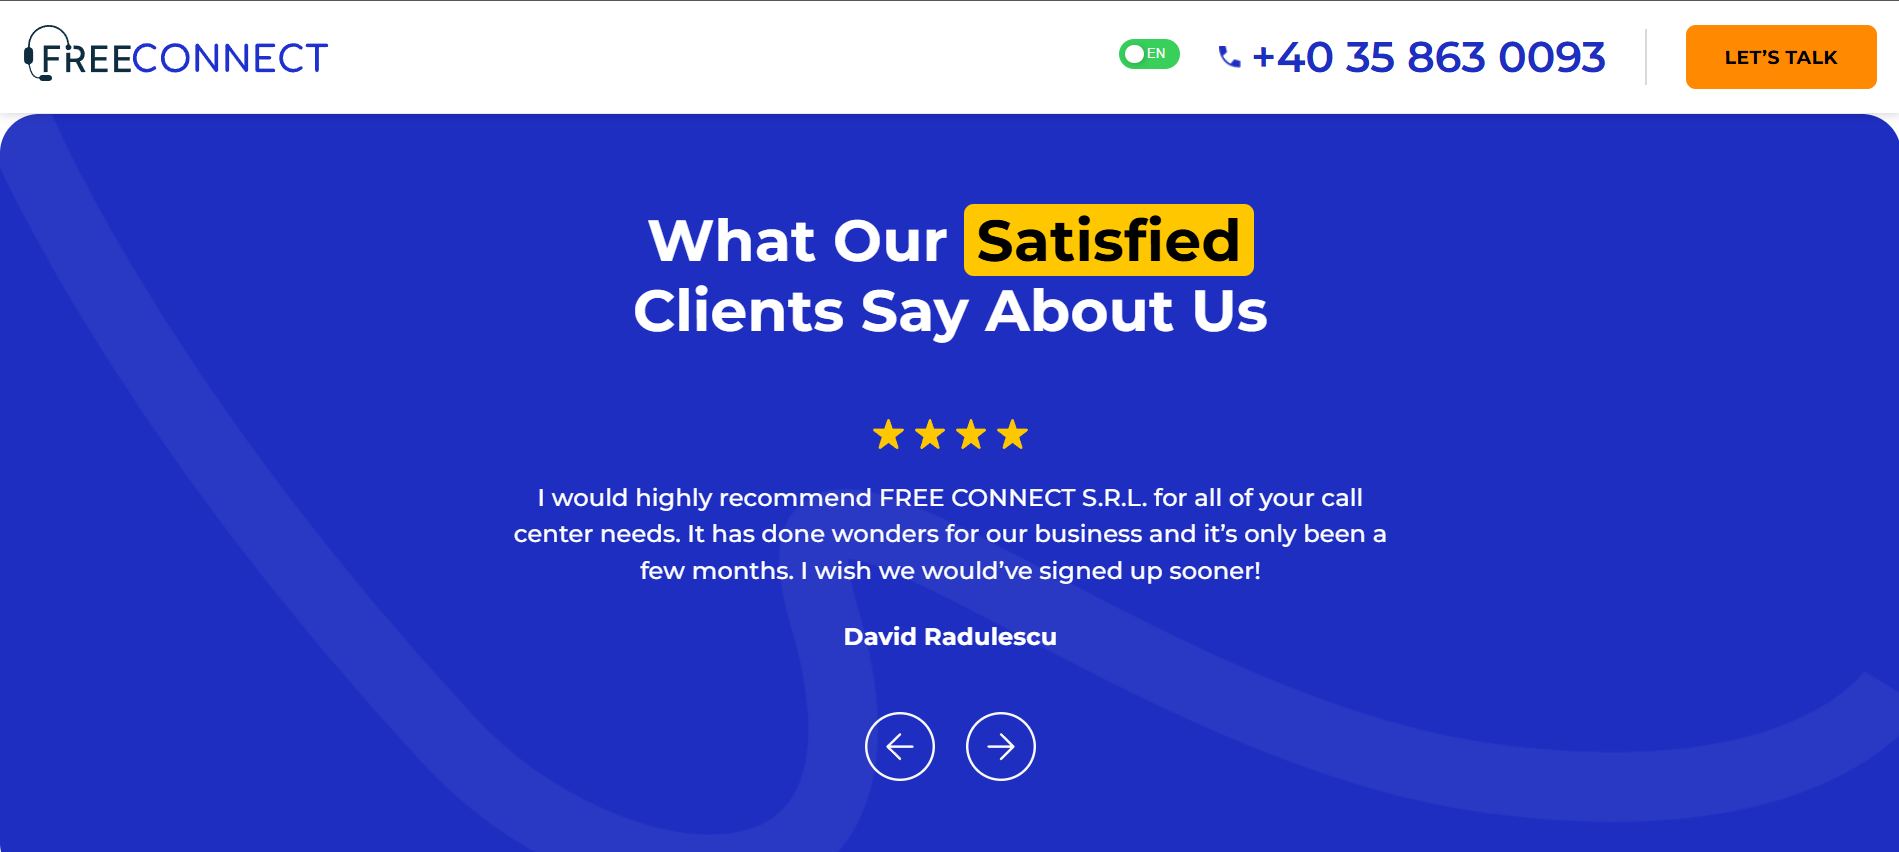 FREECONNECT
EN
+40 35 863 0093
LET’S TALK
What Our Satisfied
Clients Say About Us
I would highly recommend FREE CONNECT S.R.L. for all of your call
center needs. It has done wonders for our business and it’s only been a
few months. I wish we would’ve signed up sooner!
David Radulescu